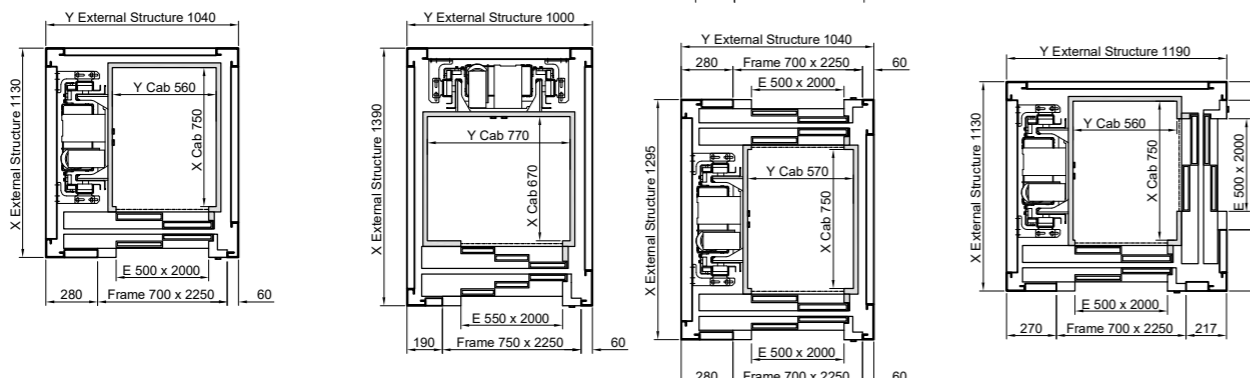 Y External Structure 1040
X External Structure 1130
Y Cab 560
X Cab 750
E 500 x 2000
280
Frame 700 x 2250
60
Y External Structure 1000
X External Structure 1390
Y Cab 770
X Cab 670
E 550 x 2000
190
Frame 750 x 2250
60
Y External Structure 1040
280
Frame 700 x 2250
60
E 500 x 2000
X External Structure 1295
Y Cab 570
X Cab 750
E 500 x 2000
280
Frame 700 x 2250
60
Y External Structure 1190
X External Structure 1130
Y Cab 560
X Cab 750
E 500 x 2000
E 500 x 2000
270
Frame 700 x 2250
217